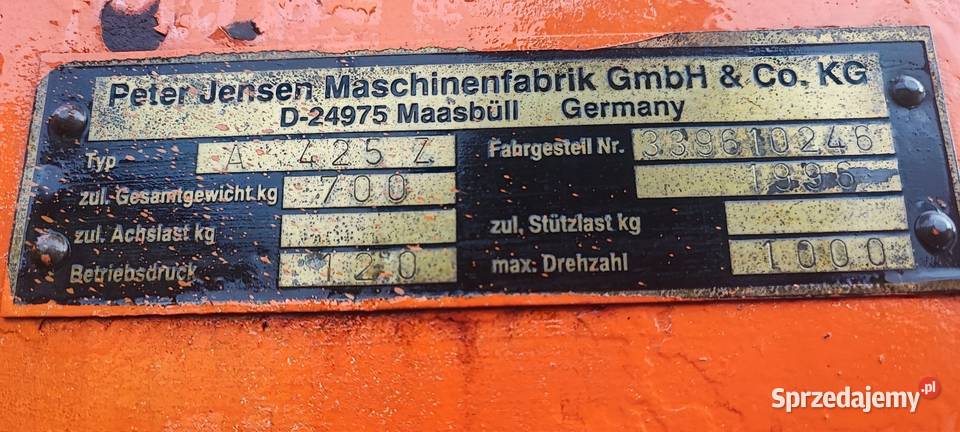 Peter Jensen Maschinenfabrik GmbH & Co. KG
D-24975 Maasbüll Germany
Typ A 425 Z Fahrgestell Nr. 339610246
zul. Gesamtgewicht kg 700 1996
zul. Achslast kg zul. Stützlast kg
Betriebsdruck 120 max. Drehzahl 1000
Sprzedajemy.pl